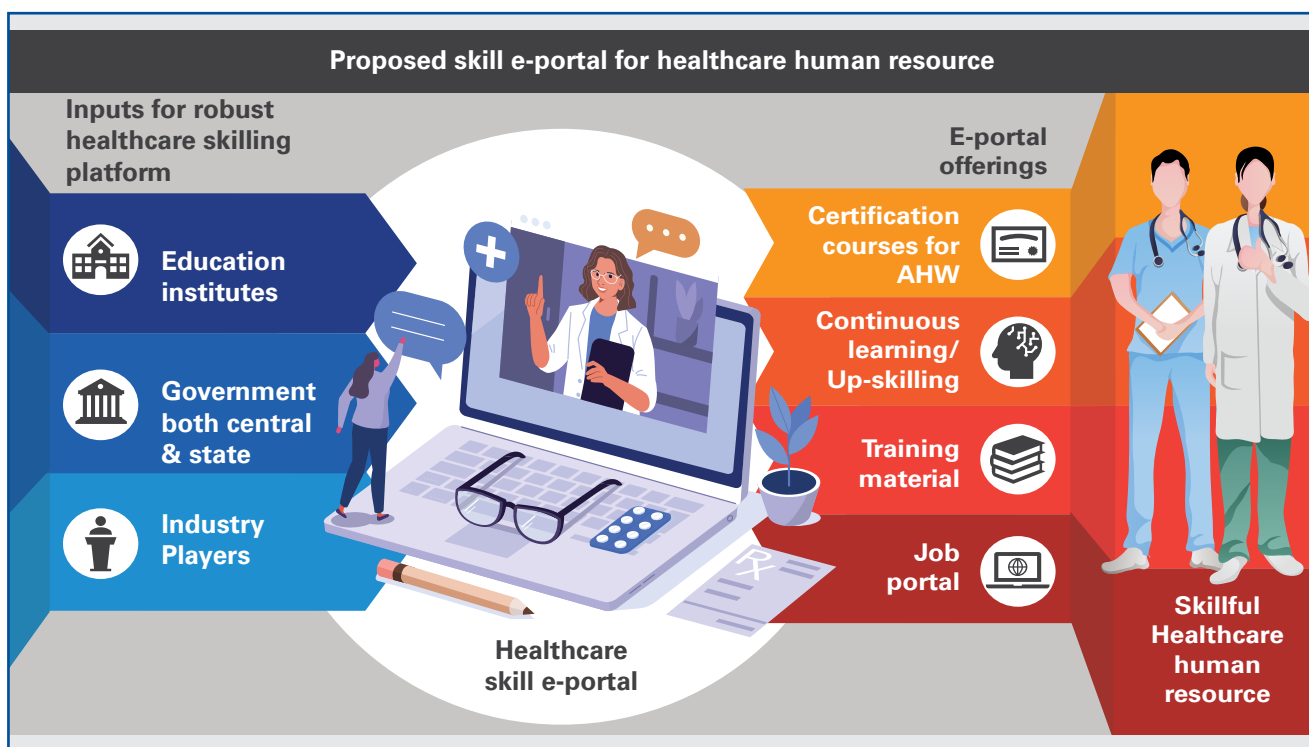 Proposed skill e-portal for healthcare human resource
Inputs for robust
healthcare skilling
platform
Education
institutes
Government
both central
& state
Industry
Players
Healthcare
skill e-portal
E-portal
offerings
Certification
courses for
AHW
Continuous
learning/
Up-skilling
Training
material
Job
portal
Skillful
Healthcare
human
resource
Rx